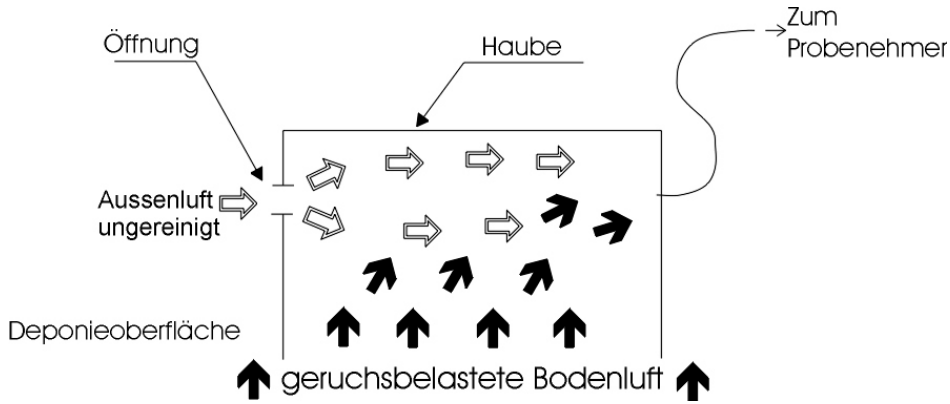 Öffnung
Haube
Zum
Probenehmer
Aussenluft
ungereinigt
Deponieoberfläche
geruchsbelastete Bodenluft